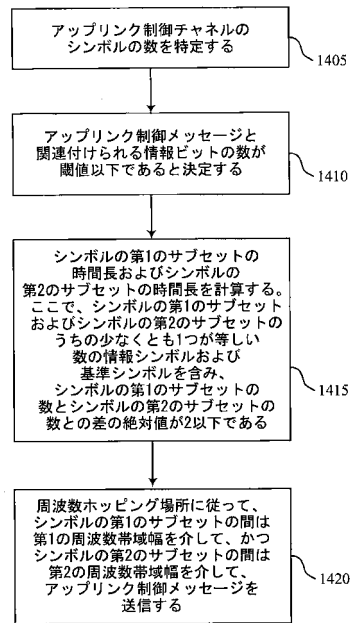 アップリンク制御チャネルの
シンボルの数を特定する
1405
アップリンク制御メッセージと
関連付けられる情報ビットの数が
閾値以下であると決定する
1410
シンボルの第1のサブセットの
時間長およびシンボルの
第2のサブセットの時間長を計算する。
ここで、シンボルの第1のサブセット
およびシンボルの第2のサブセットの
うちの少なくとも1つが等しい
数の情報シンボルおよび
基準シンボルを含み、
シンボルの第1のサブセットの
数とシンボルの第2のサブセットの
数との差の絶対値が2以下である
1415
周波数ホッピング場所に従って、
シンボルの第1のサブセットの間は
第1の周波数帯域幅を介して、かつ
シンボルの第2のサブセットの間は
第2の周波数帯域幅を介して、
アップリンク制御メッセージを
送信する
1420